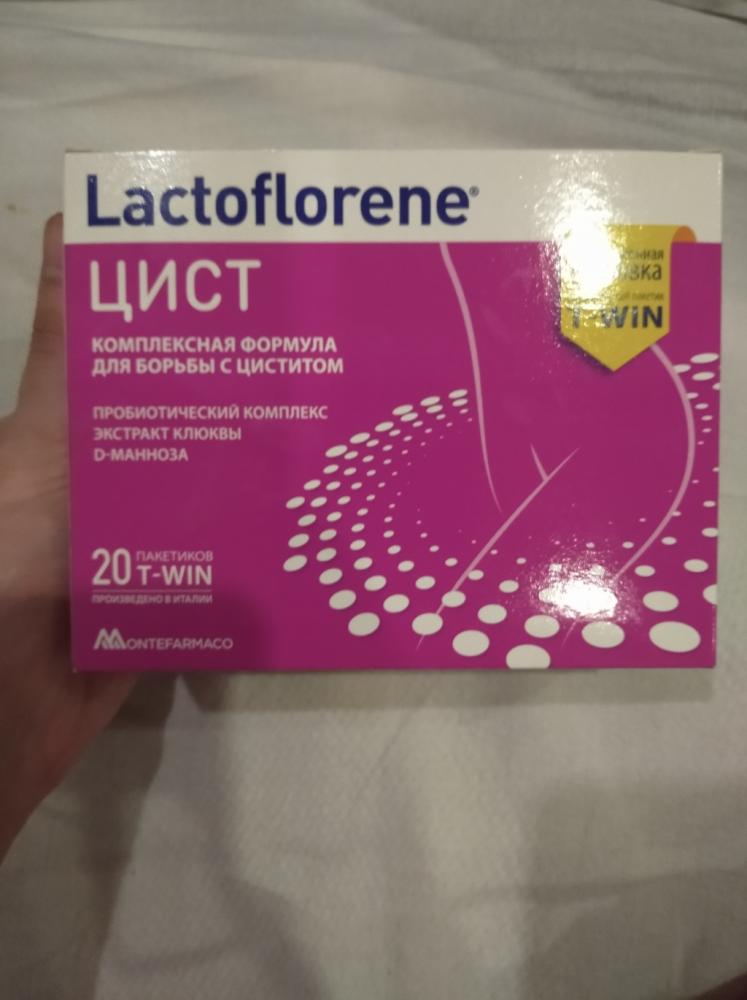 Lactoflorene®
ЦИСТ
КОМПЛЕКСНАЯ ФОРМУЛА
ДЛЯ БОРЬБЫ С ЦИСТИТОМ
ПРОБИОТИЧЕСКИЙ КОМПЛЕКС
ЭКСТРАКТ КЛЮКВЫ
D-МАННОЗА
T-WIN
20 ПАКЕТИКОВ
T-WIN
ПРОИЗВЕДЕНО В ИТАЛИИ
MONTEFARMACO